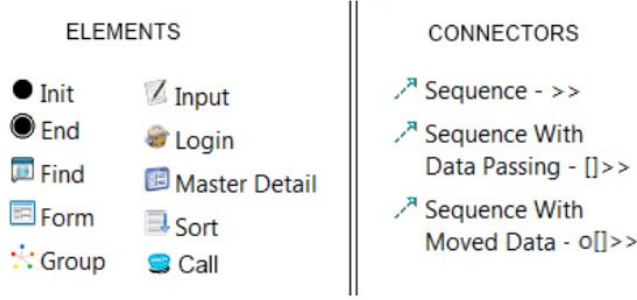 ELEMENTS
Init
End
Find
Form
Group
Input
Login
Master Detail
Sort
Call
CONNECTORS
Sequence - >>
Sequence With
Data Passing - []>>
Sequence With
Moved Data - o[]>>